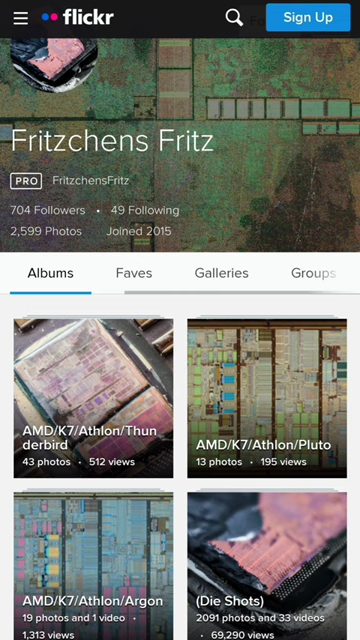 flickr
Sign Up
Fritzchens Fritz
PRO FritzchensFritz
704 Followers • 49 Following
2,599 Photos Joined 2015
Albums Faves Galleries Groups
AMD/K7/Athlon/Thun
derbird
43 photos • 512 views
AMD/K7/Athlon/Pluto
13 photos • 195 views
AMD/K7/Athlon/Argon
19 photos and 1 video •
1,313 views
(Die Shots)
2091 photos and 33 videos
• 69,290 views